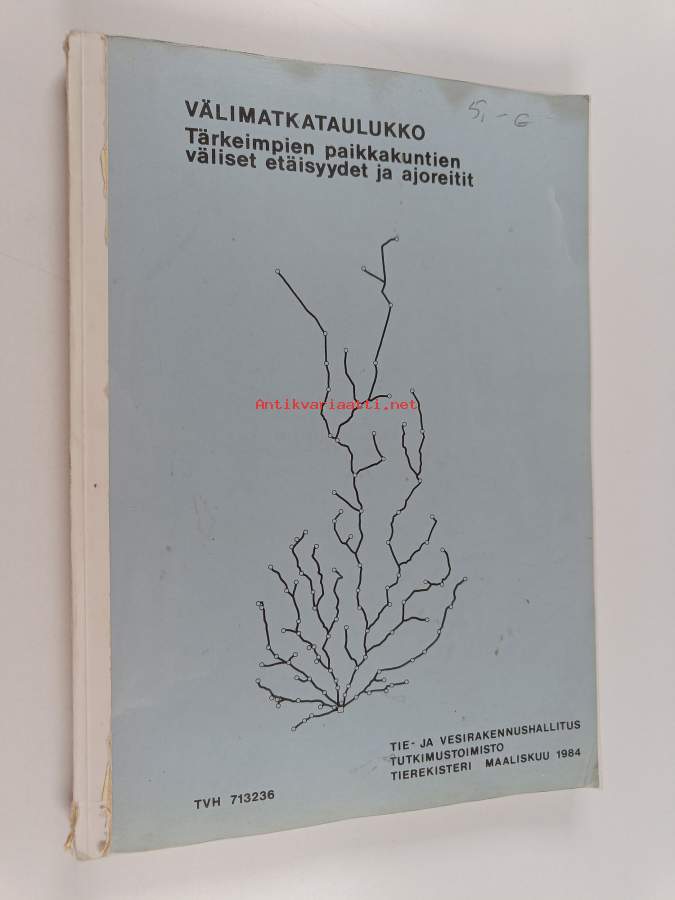 VÄLIMATKATAULUKKO
5,- €
Tärkeimpien paikkakuntien
väliset etäisyydet ja ajoreitit
Antikvariaatti.net
TIE- JA VESIRAKENNUSHALLITUS
TUTKIMUSTOIMISTO
TIEREKISTERI MAALISKUU 1984
TVH 713236